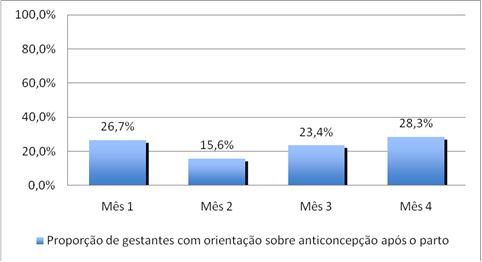 100,0%
80,0%
60,0%
40,0%
20,0%
0,0%
26,7%
15,6%
23,4%
28,3%
Mês 1
Mês 2
Mês 3
Mês 4
Proporção de gestantes com orientação sobre anticoncepção após o parto